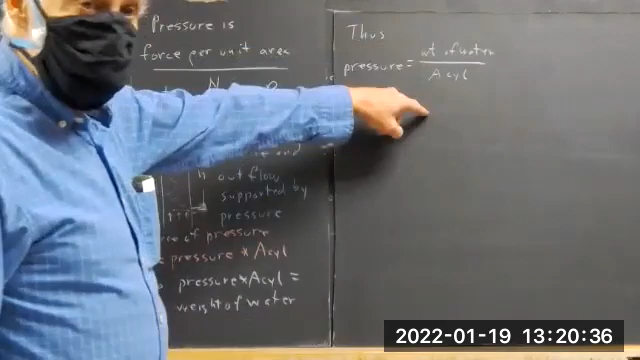 Pressure is
force per unit area
N
and
out flow
supported by
pressure
of pressure
pressure * Acyl
pressure*Acyl =
weight of water
Thus
pressure = wt of water
Acyl
2022-01-19 13:20:36